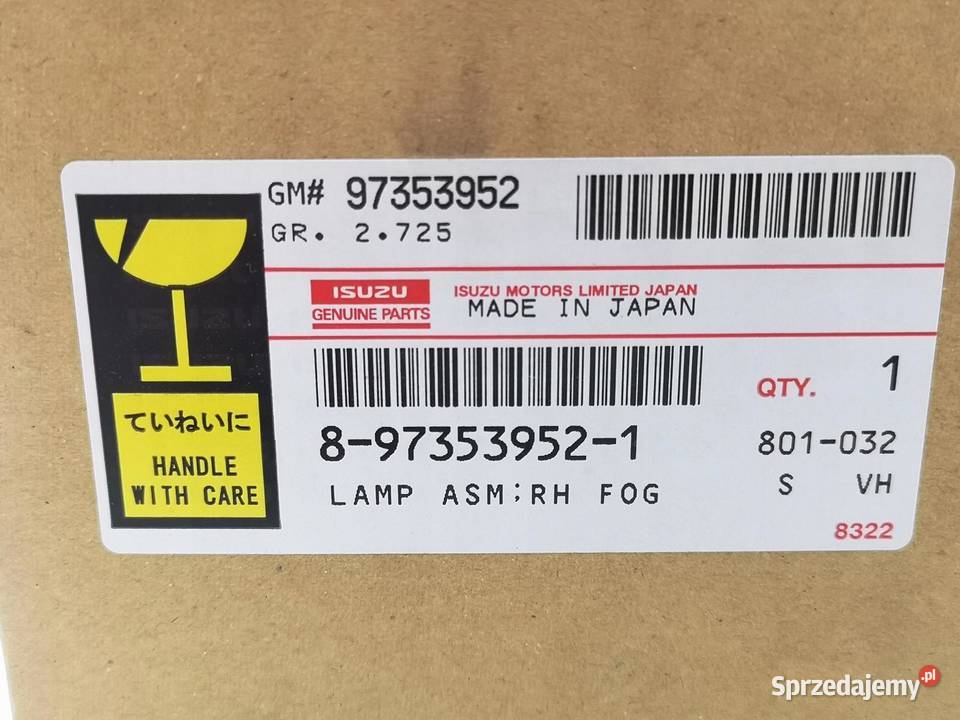 GM# 97353952
GR. 2.725
ISUZU
GENUINE PARTS
ISUZU MOTORS LIMITED JAPAN
MADE IN JAPAN
ていねいに
HANDLE
WITH CARE
QTY. 1
8-97353952-1
801-032
LAMP ASM;RH FOG
S VH
8322
Sprzedajemy.pl